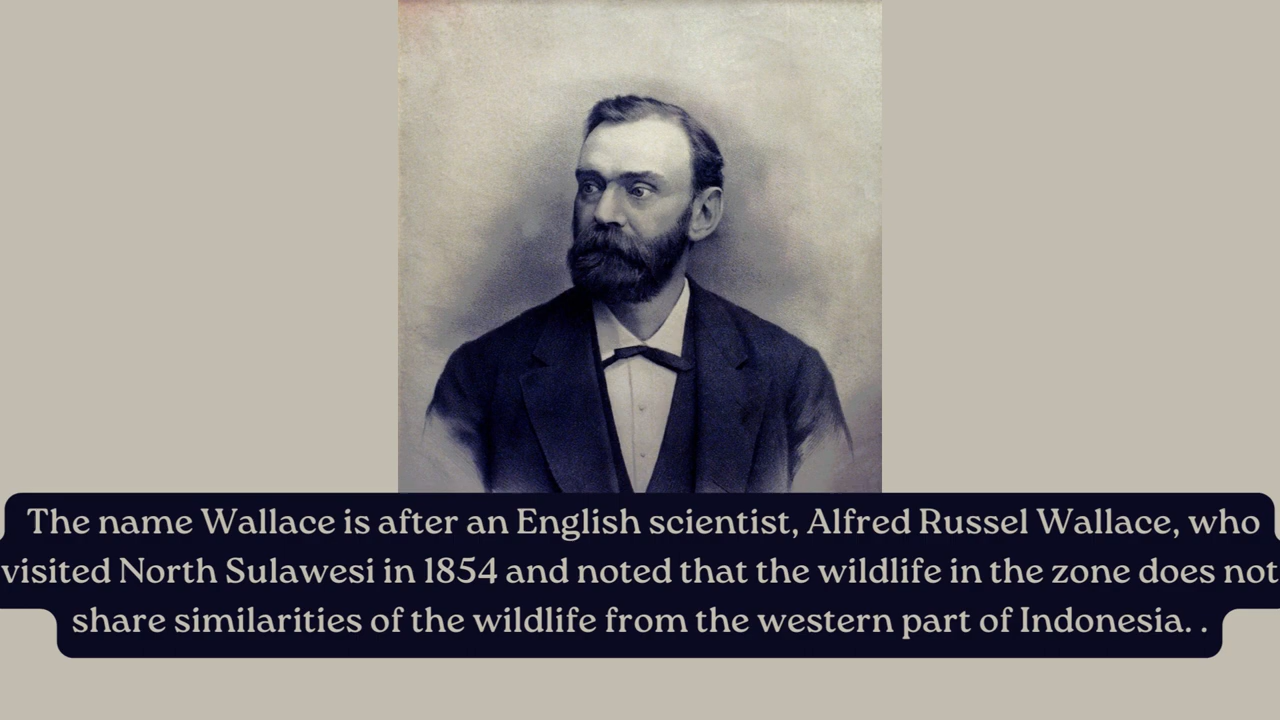 The name Wallace is after an English scientist, Alfred Russel Wallace, who
visited North Sulawesi in 1854 and noted that the wildlife in the zone does not
share similarities of the wildlife from the western part of Indonesia. .